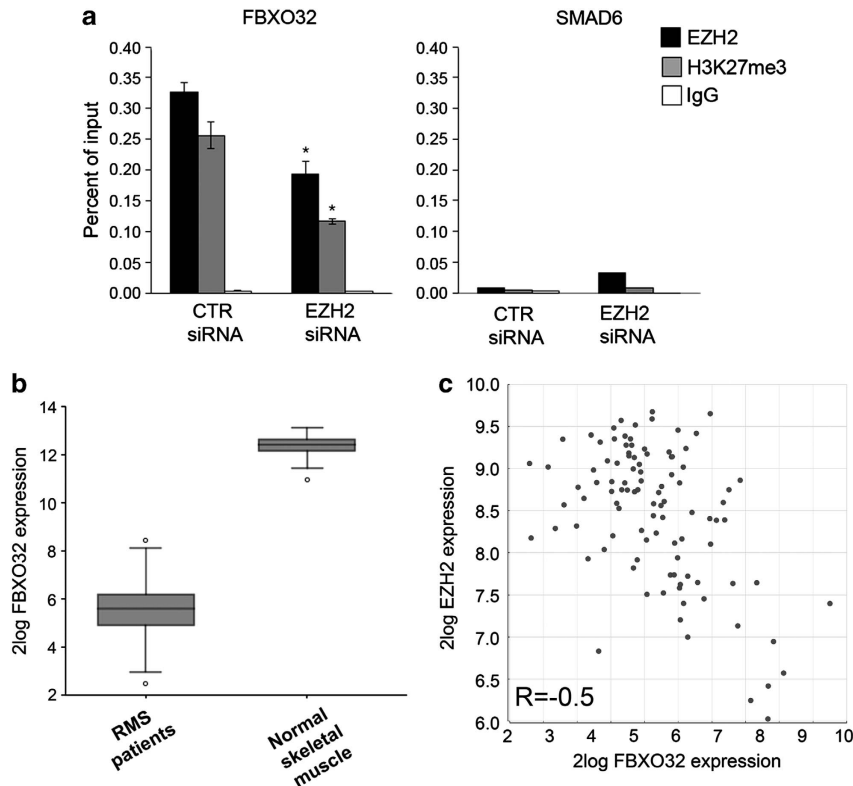 a
FBXO32
SMAD6
EZH2
H3K27me3
IgG
Percent of input
0.40
0.35
0.30
0.25
0.20
0.15
0.10
0.05
0.00
*
*
CTR
siRNA
EZH2
siRNA
0.40
0.35
0.30
0.25
0.20
0.15
0.10
0.05
0.00
CTR
siRNA
EZH2
siRNA
b
2log FBXO32 expression
14
12
10
8
6
4
2
RMS
patients
Normal
skeletal
muscle
c
2log EZH2 expression
10.0
9.5
9.0
8.5
8.0
7.5
7.0
6.5
6.0
R=-0.5
2 3 4 5 6 7 8 9 10
2log FBXO32 expression